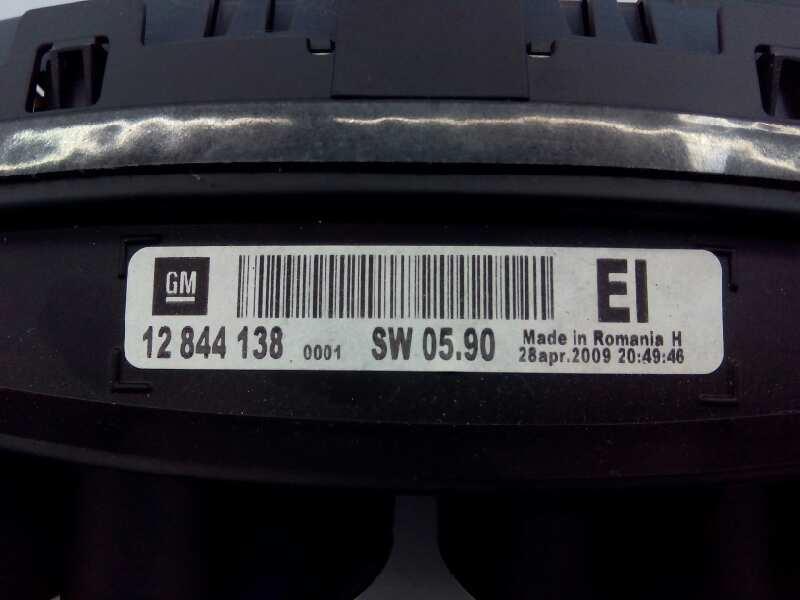 GM
EI
12 844 138 0001 SW 05.90
Made in Romania H
28apr.2009 20:49:46